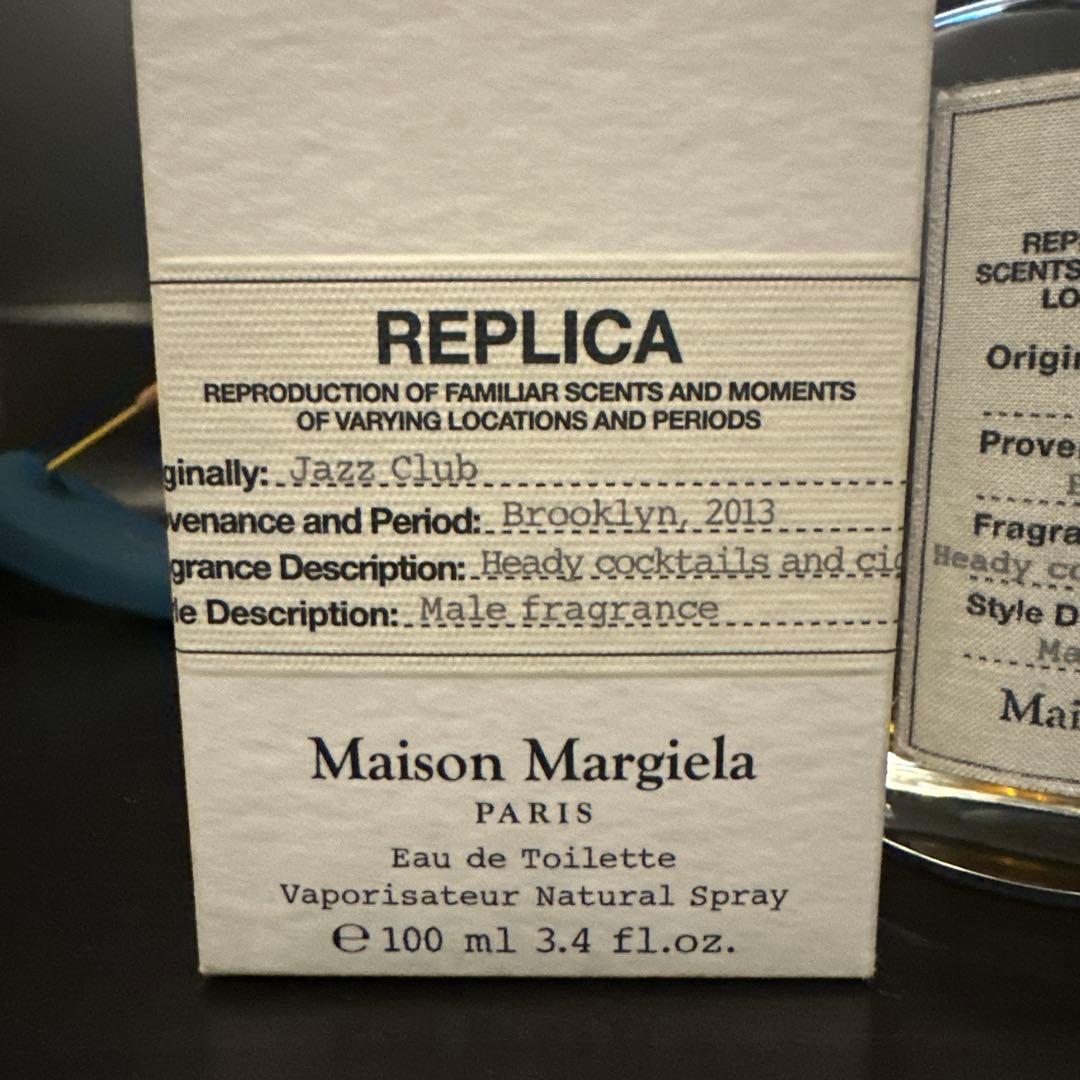 REPLICA
REPRODUCTION OF FAMILIAR SCENTS AND MOMENTS
OF VARYING LOCATIONS AND PERIODS
ginally: Jazz Club
venance and Period: Brooklyn, 2013
grance Description: Heady cocktails and ci
le Description: Male fragrance
Maison Margiela
PARIS
Eau de Toilette
Vaporisateur Natural Spray
℮ 100 ml 3.4 fl.oz.
REP
SCENTS
LO
Origin
Prove
Fragra
Heady co
Style D
Ma
Mai